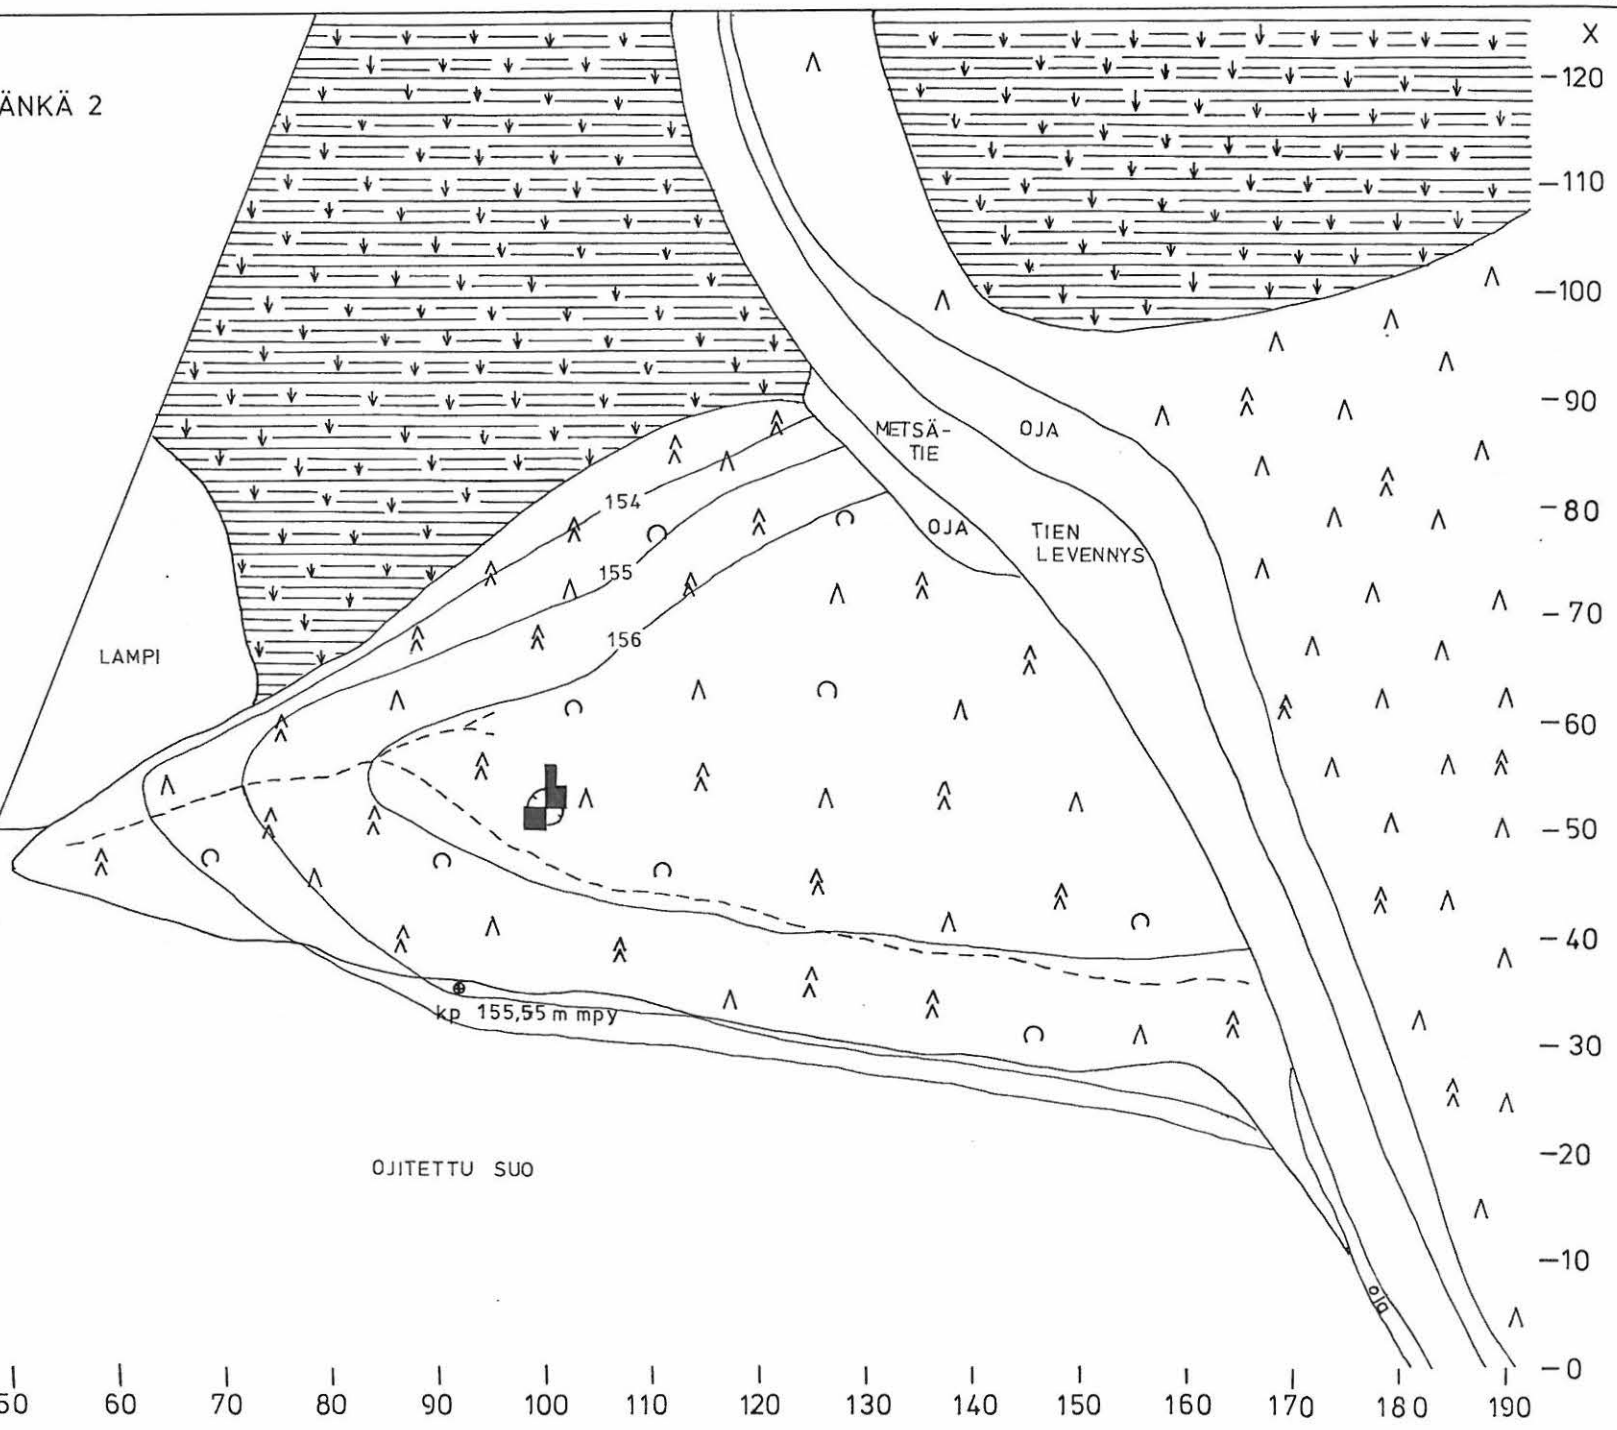 X
120
ÄNKÄ 2
110
100
90
METSÄ-
TIE
OJA
154
80
OJA
TIEN
LEVENNYS
155
70
156
LAMPI
60
50
40
kp 155,55 m mpy
30
OJITETTU SUO
20
10
oja
0
50 60 70 80 90 100 110 120 130 140 150 160 170 180 190